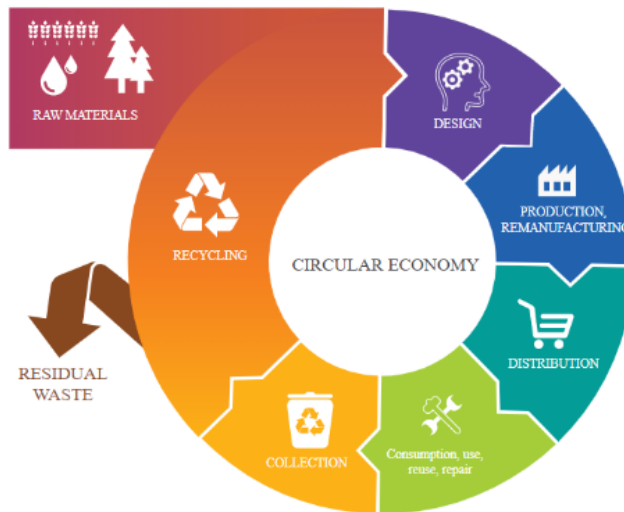 RAW MATERIALS
DESIGN
PRODUCTION,
REMANUFACTURING
RECYCLING
CIRCULAR ECONOMY
DISTRIBUTION
RESIDUAL
WASTE
COLLECTION
Consumption, use,
reuse, repair